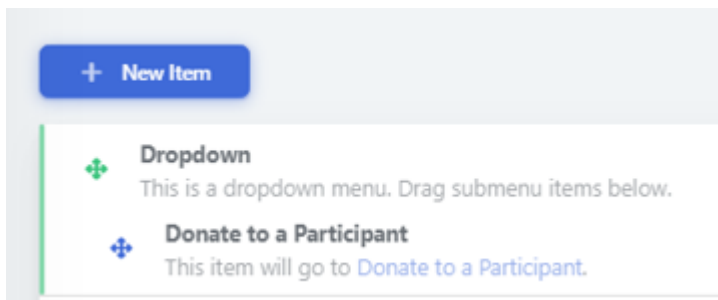 New Item
Dropdown
This is a dropdown menu. Drag submenu items below.
Donate to a Participant
This item will go to Donate to a Participant.